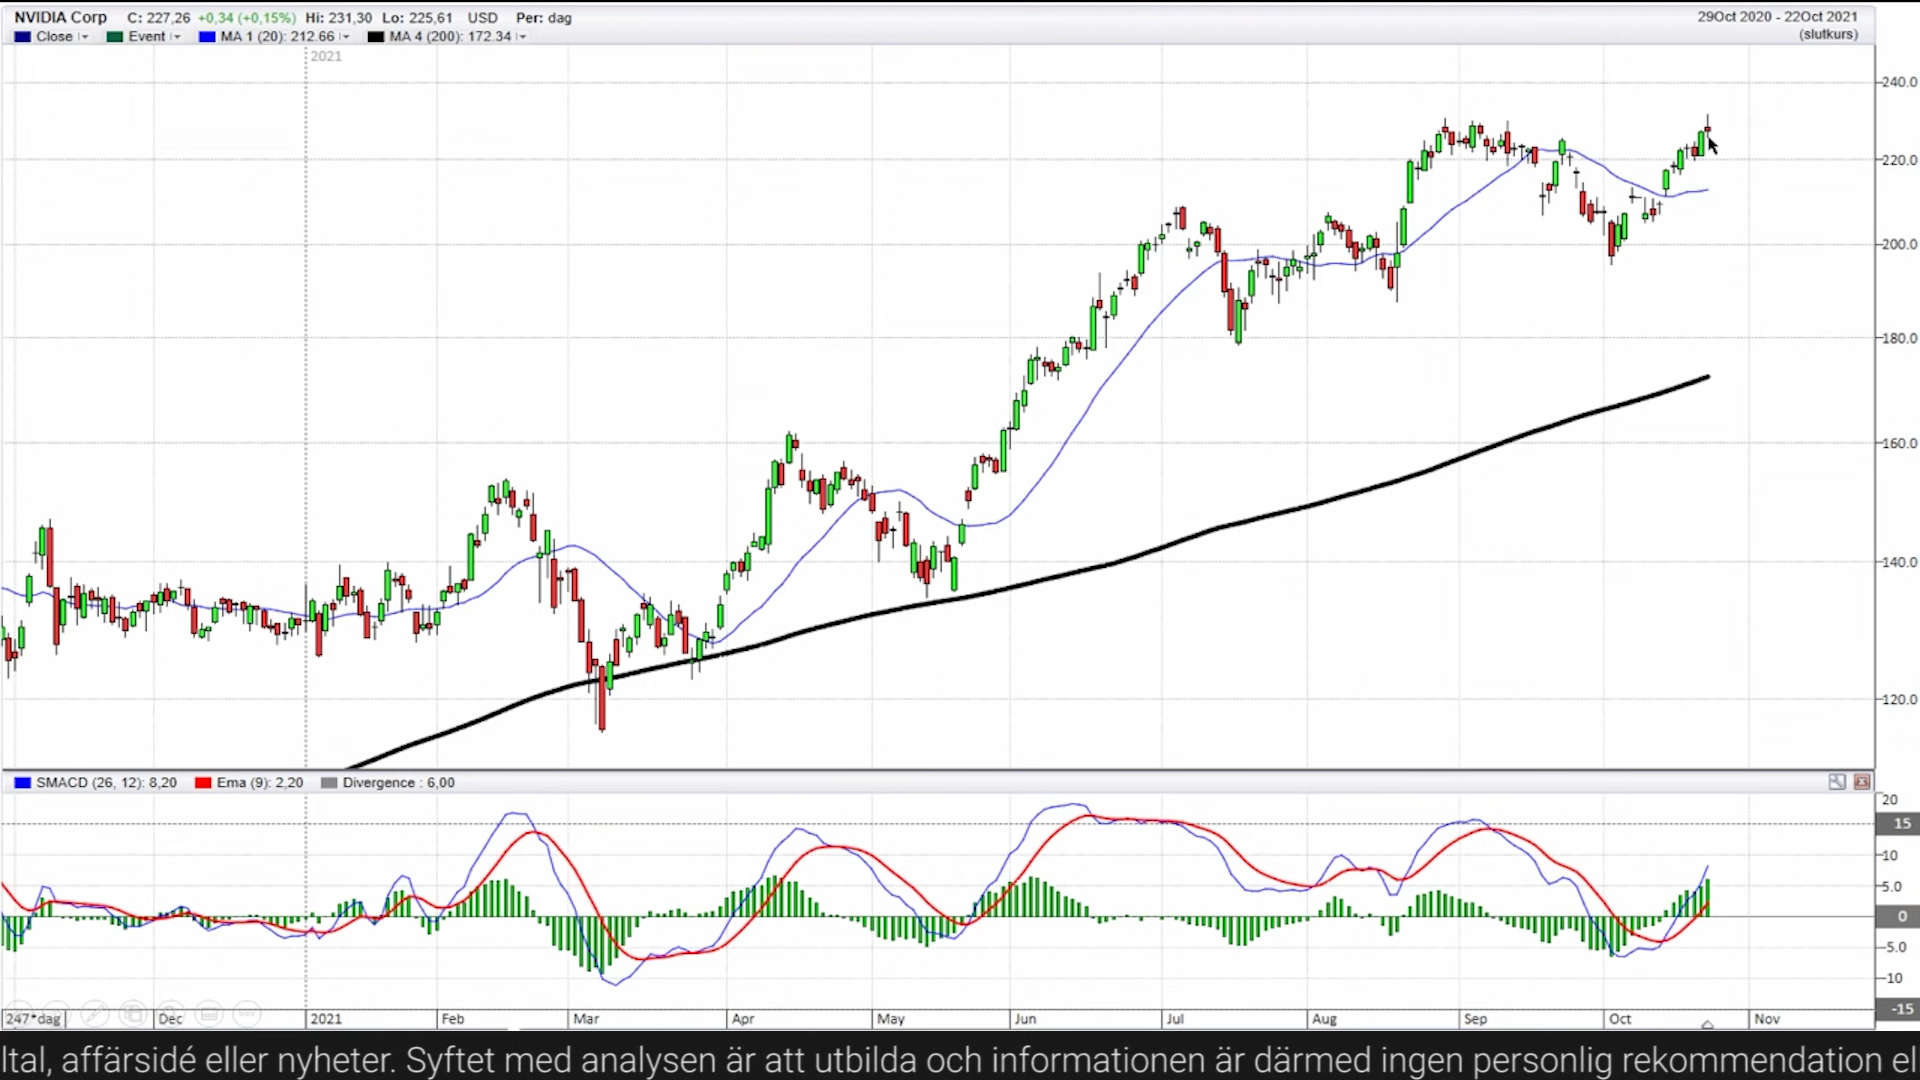 NVIDIA Corp C: 227,26 +0,34 (+0,15%) Hi: 231,30 Lo: 225,61 USD Per: dag
29Oct 2020 - 22Oct 2021
Close Event MA 1 (20): 212.66 MA 4 (200): 172.34
(slutkurs)
2021
240.0
220.0
200.0
180.0
160.0
140.0
120.0
SMACD (26, 12): 8,20 Ema (9): 2,20 Divergence : 6,00
20
15
10
5.0
0
-5.0
-10
-15
247*dag Dec 2021 Feb Mar Apr May Jun Jul Aug Sep Oct Nov
ltal, affärsidé eller nyheter. Syftet med analysen är att utbilda och informationen är därmed ingen personlig rekommendation el